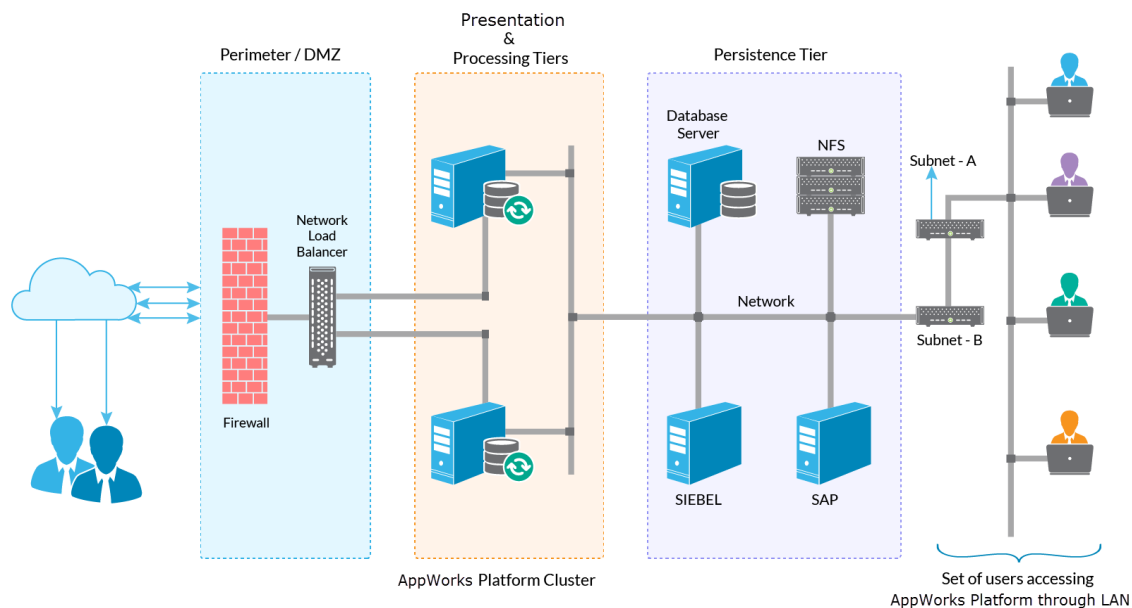 Presentation
&
Processing Tiers
Perimeter / DMZ
Persistence Tier
Database
Server
NFS
Subnet - A
Network
Load
Balancer
Network
Subnet - B
Firewall
SIEBEL
SAP
AppWorks Platform Cluster
Set of users accessing
AppWorks Platform through LAN